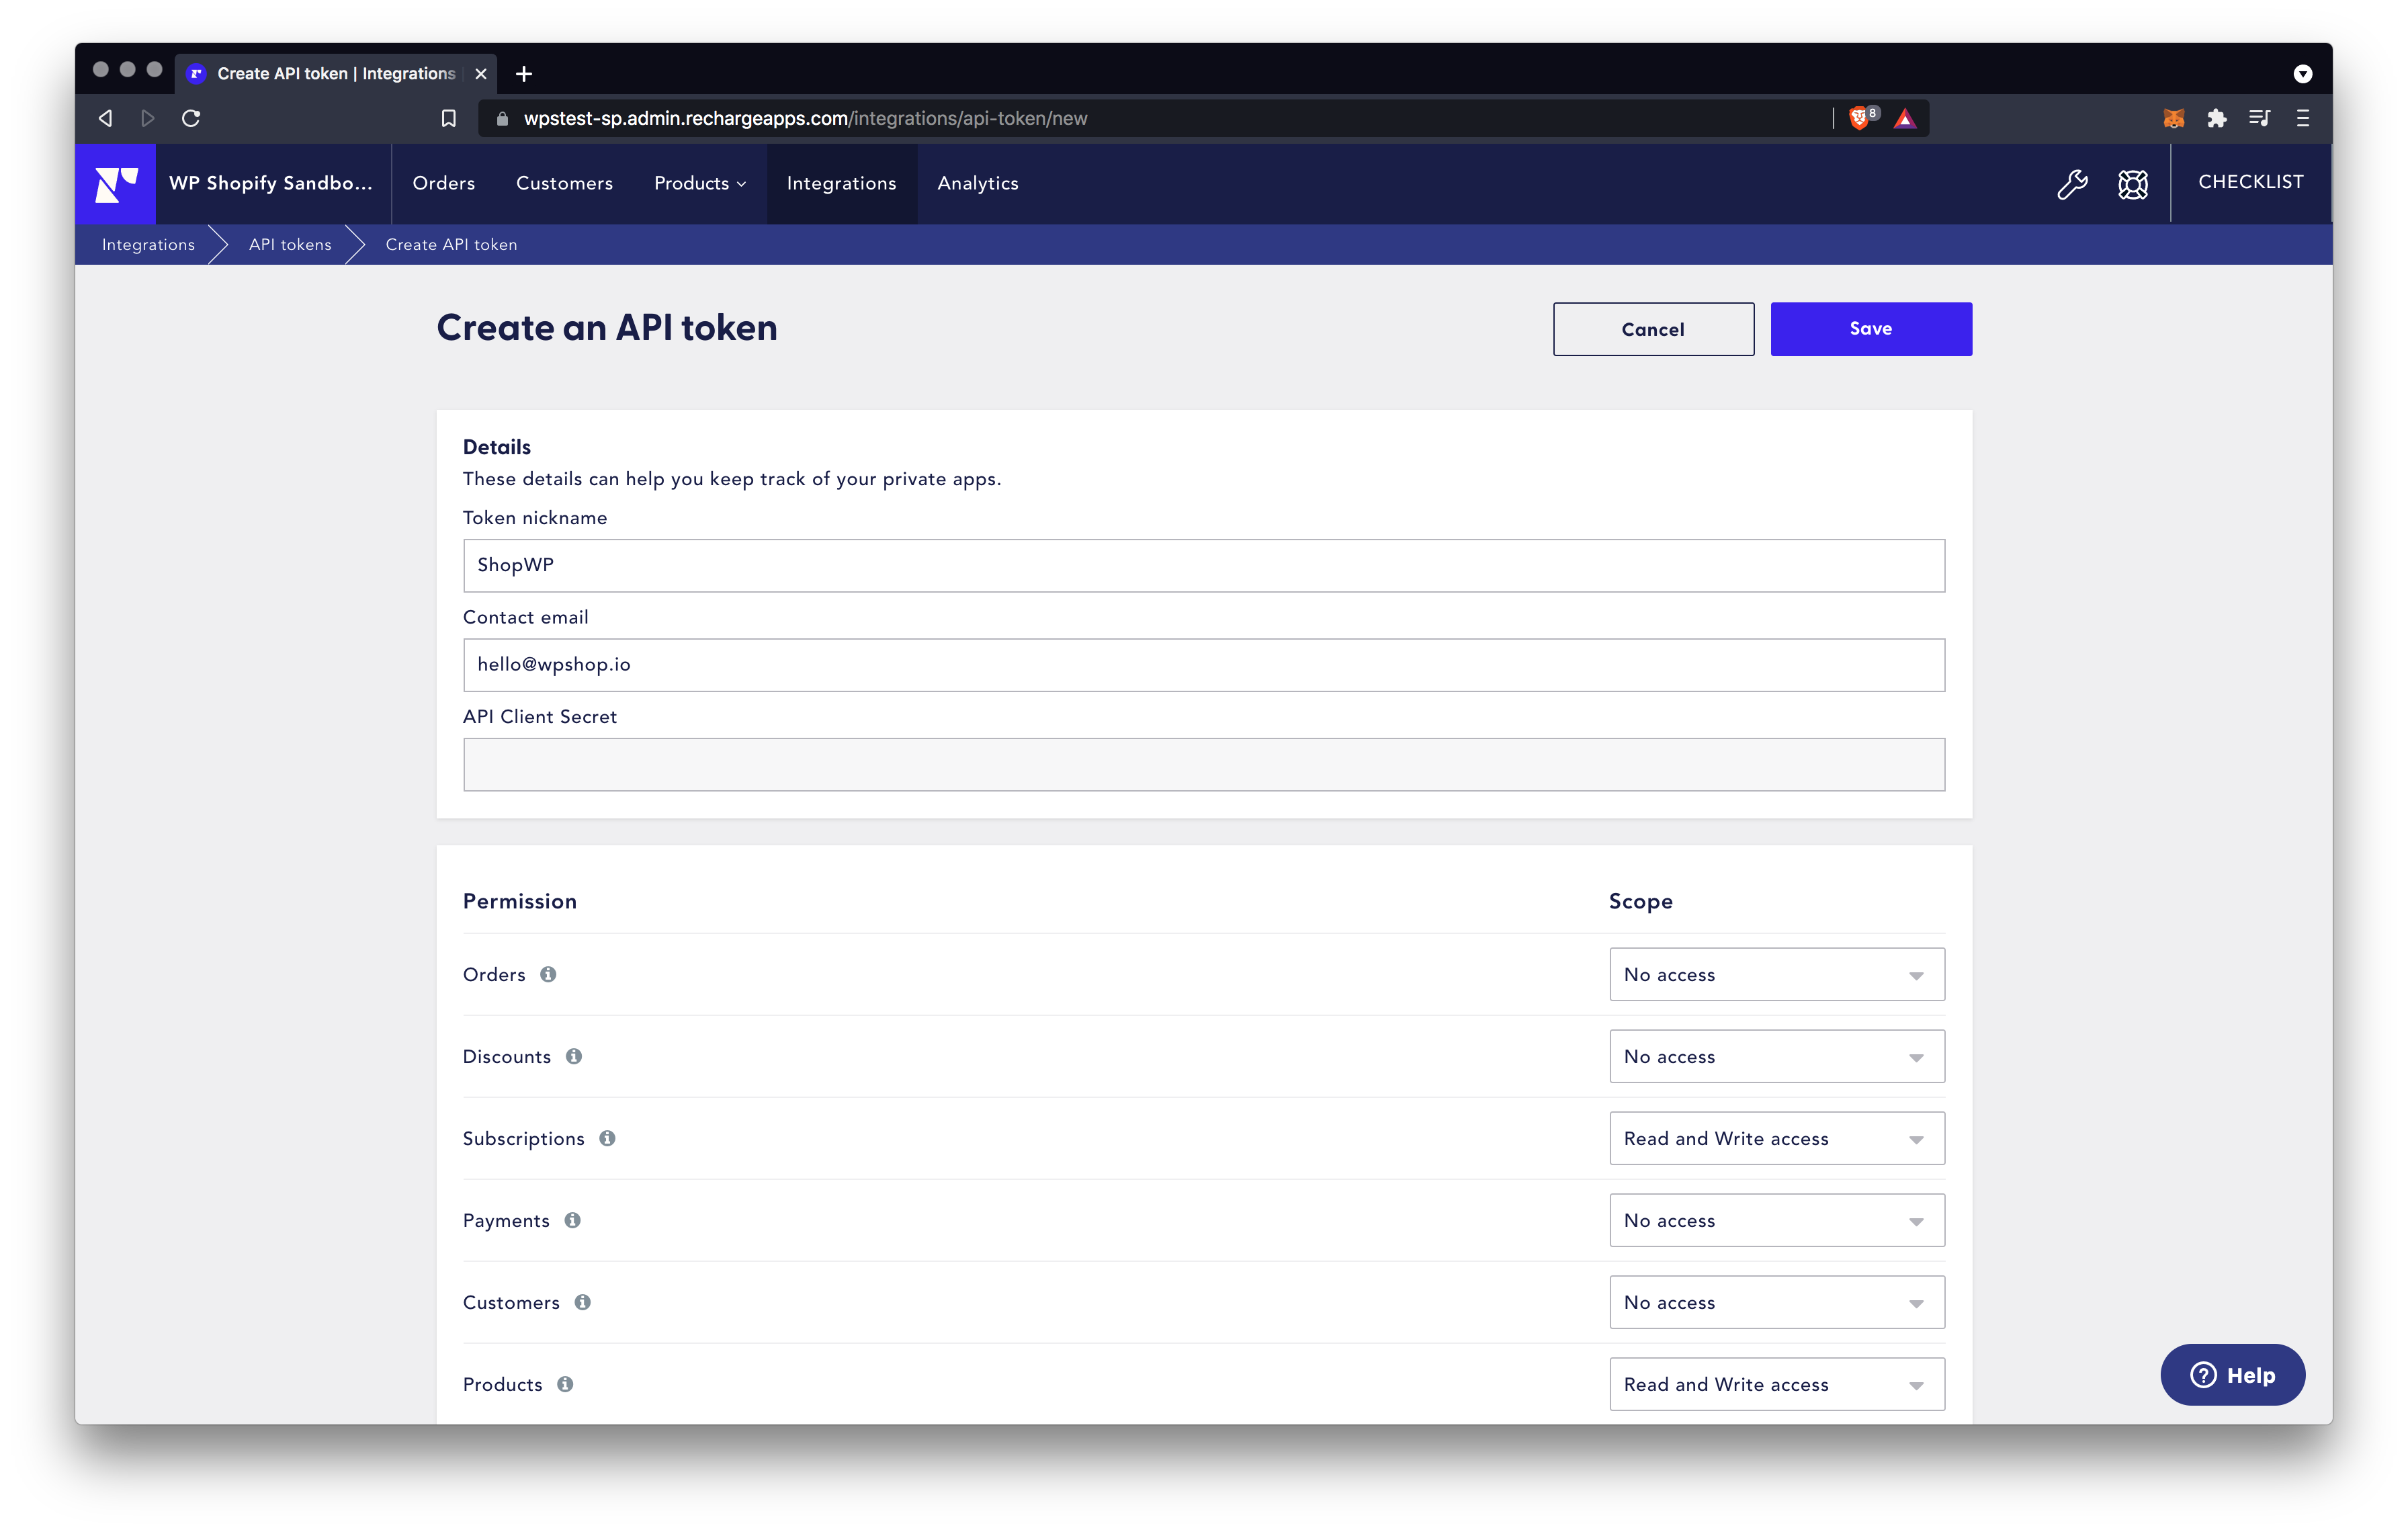 Create API token | Integrations
wpstest-sp.admin.rechargeapps.com/integrations/api-token/new
8
WP Shopify Sandbo...
Orders
Customers
Products
Integrations
Analytics
CHECKLIST
Integrations
API tokens
Create API token
Create an API token
Cancel
Save
Details
These details can help you keep track of your private apps.
Token nickname
ShopWP
Contact email
hello@wpshop.io
API Client Secret
Permission
Scope
Orders
No access
Discounts
No access
Subscriptions
Read and Write access
Payments
No access
Customers
No access
Products
Read and Write access
Help